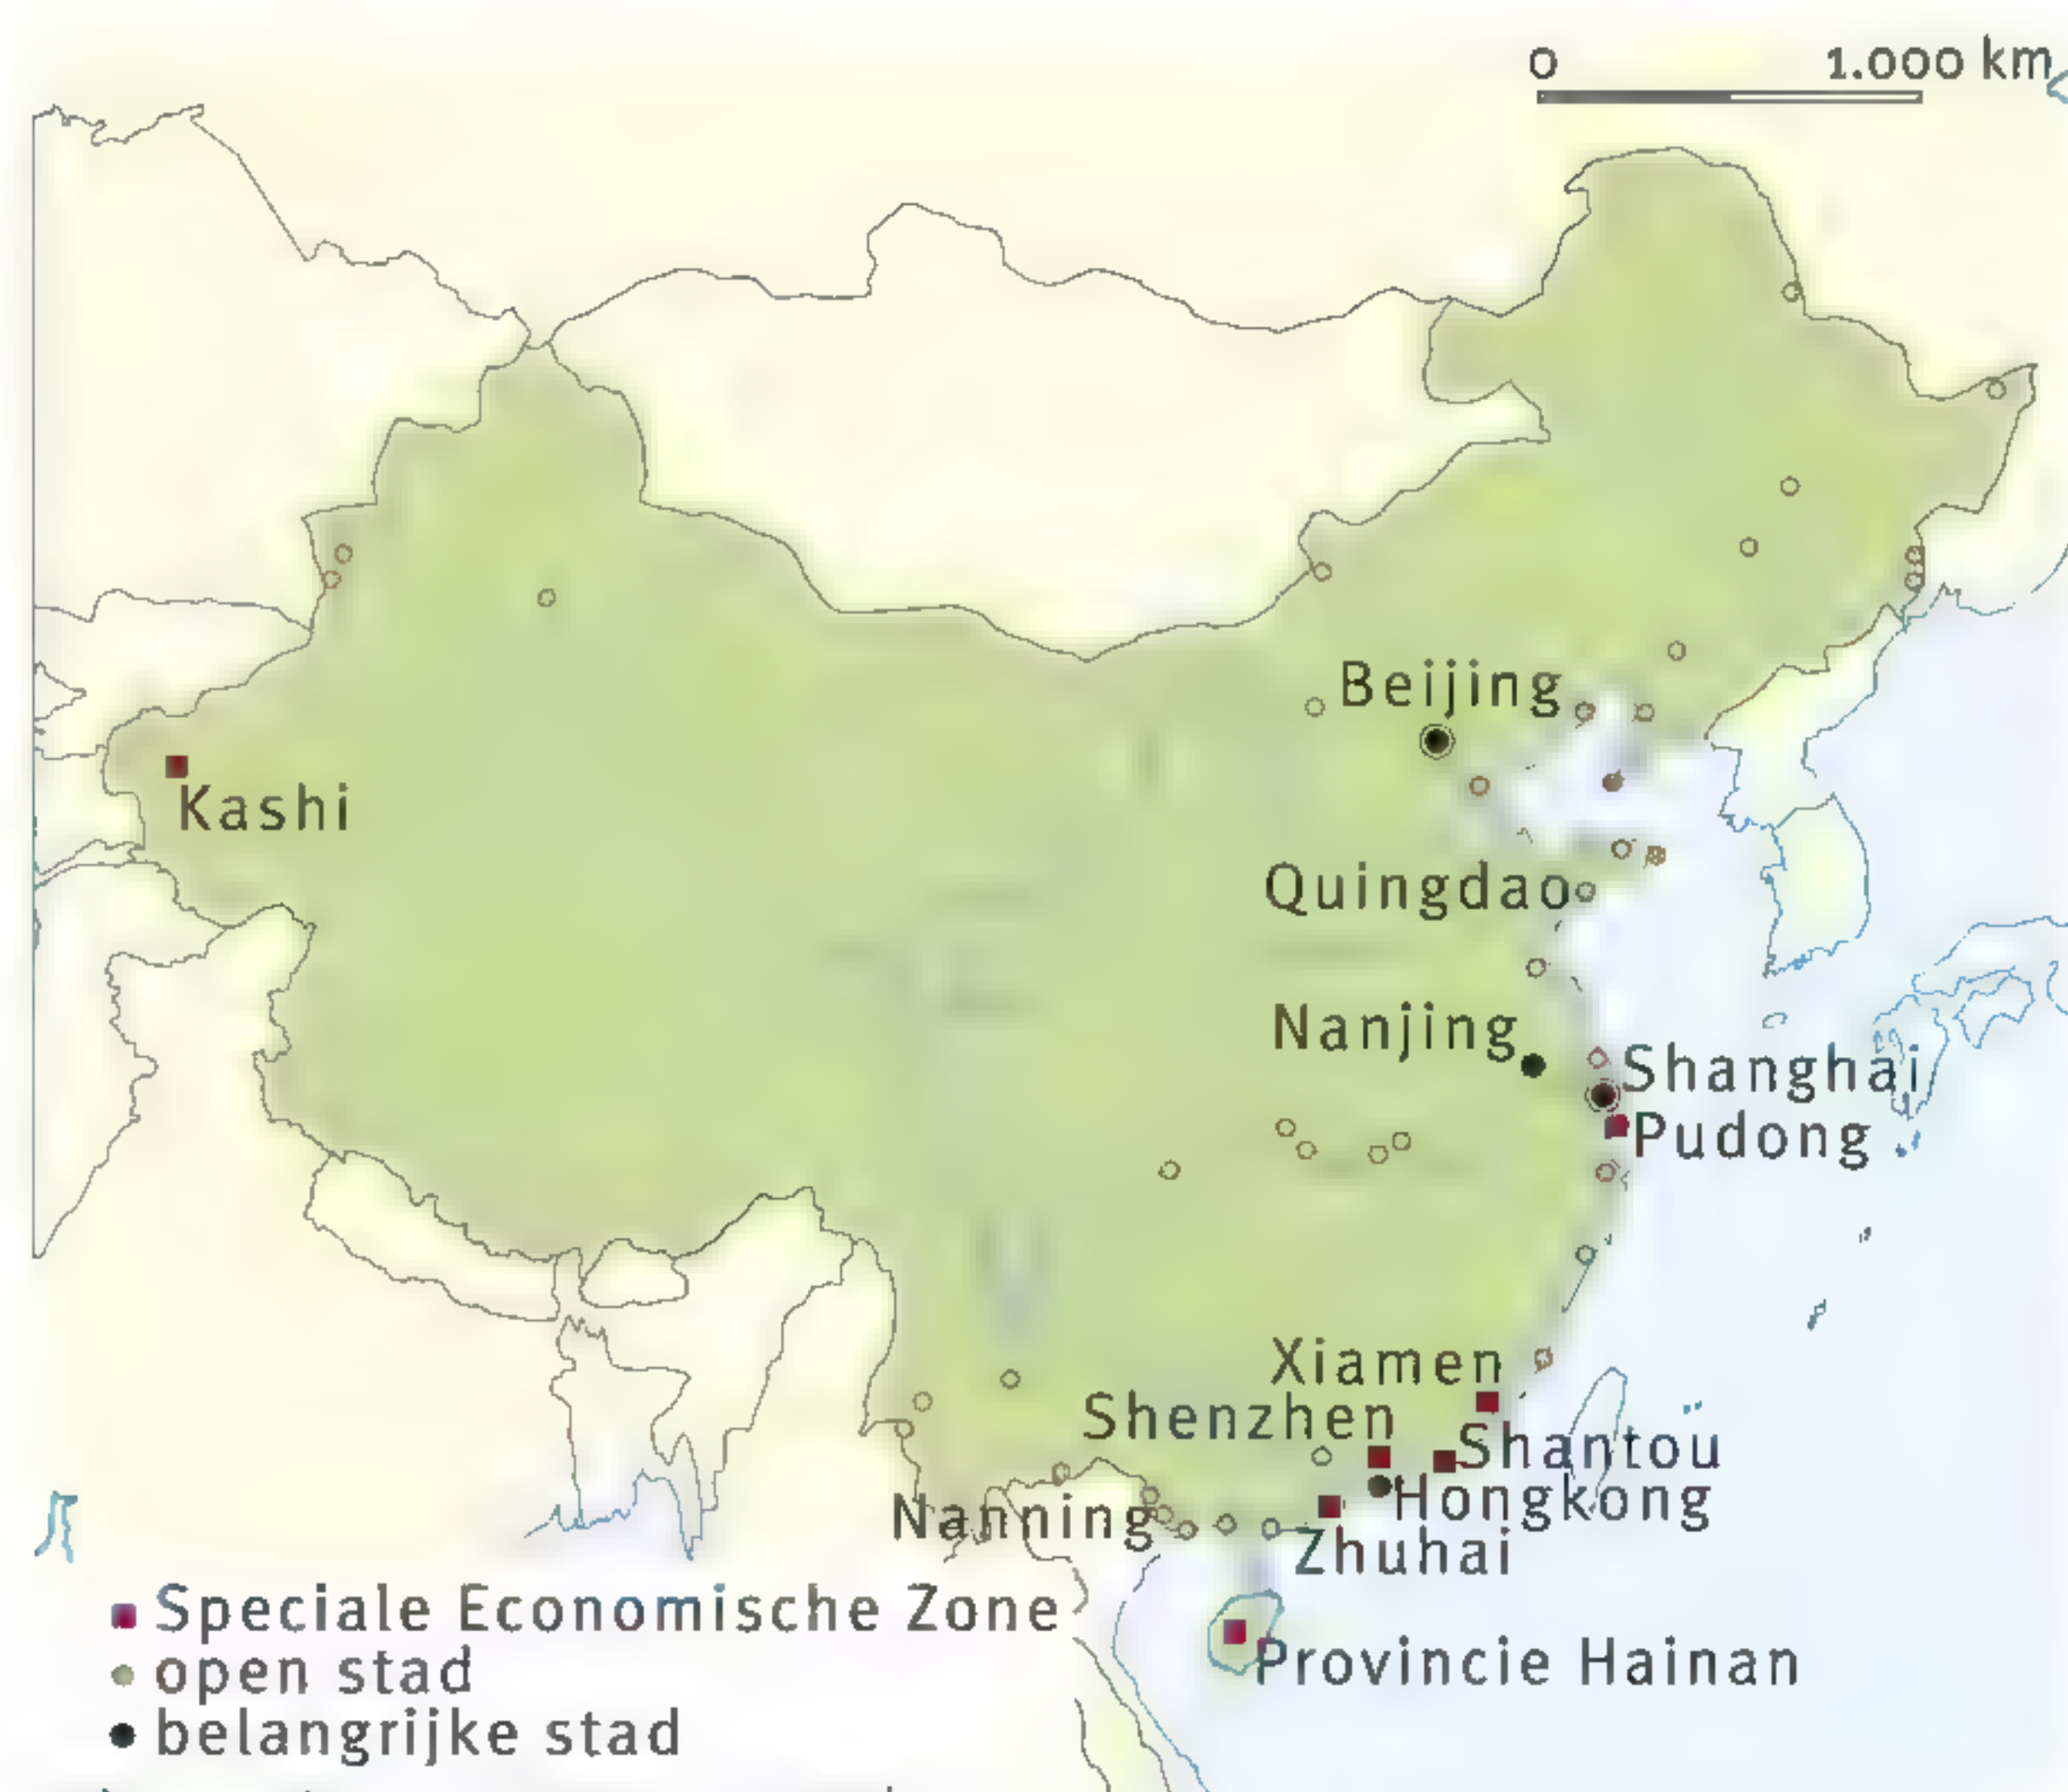 0 1.000 km
Beijing
Kashi
Quingdao
Nanjing
Shanghai
Pudong
Xiamen
Shenzhen
Shantou
Hongkong
Nanning
Zhuhai
Speciale Economische Zone
Provincie Hainan
open stad
belangrijke stad